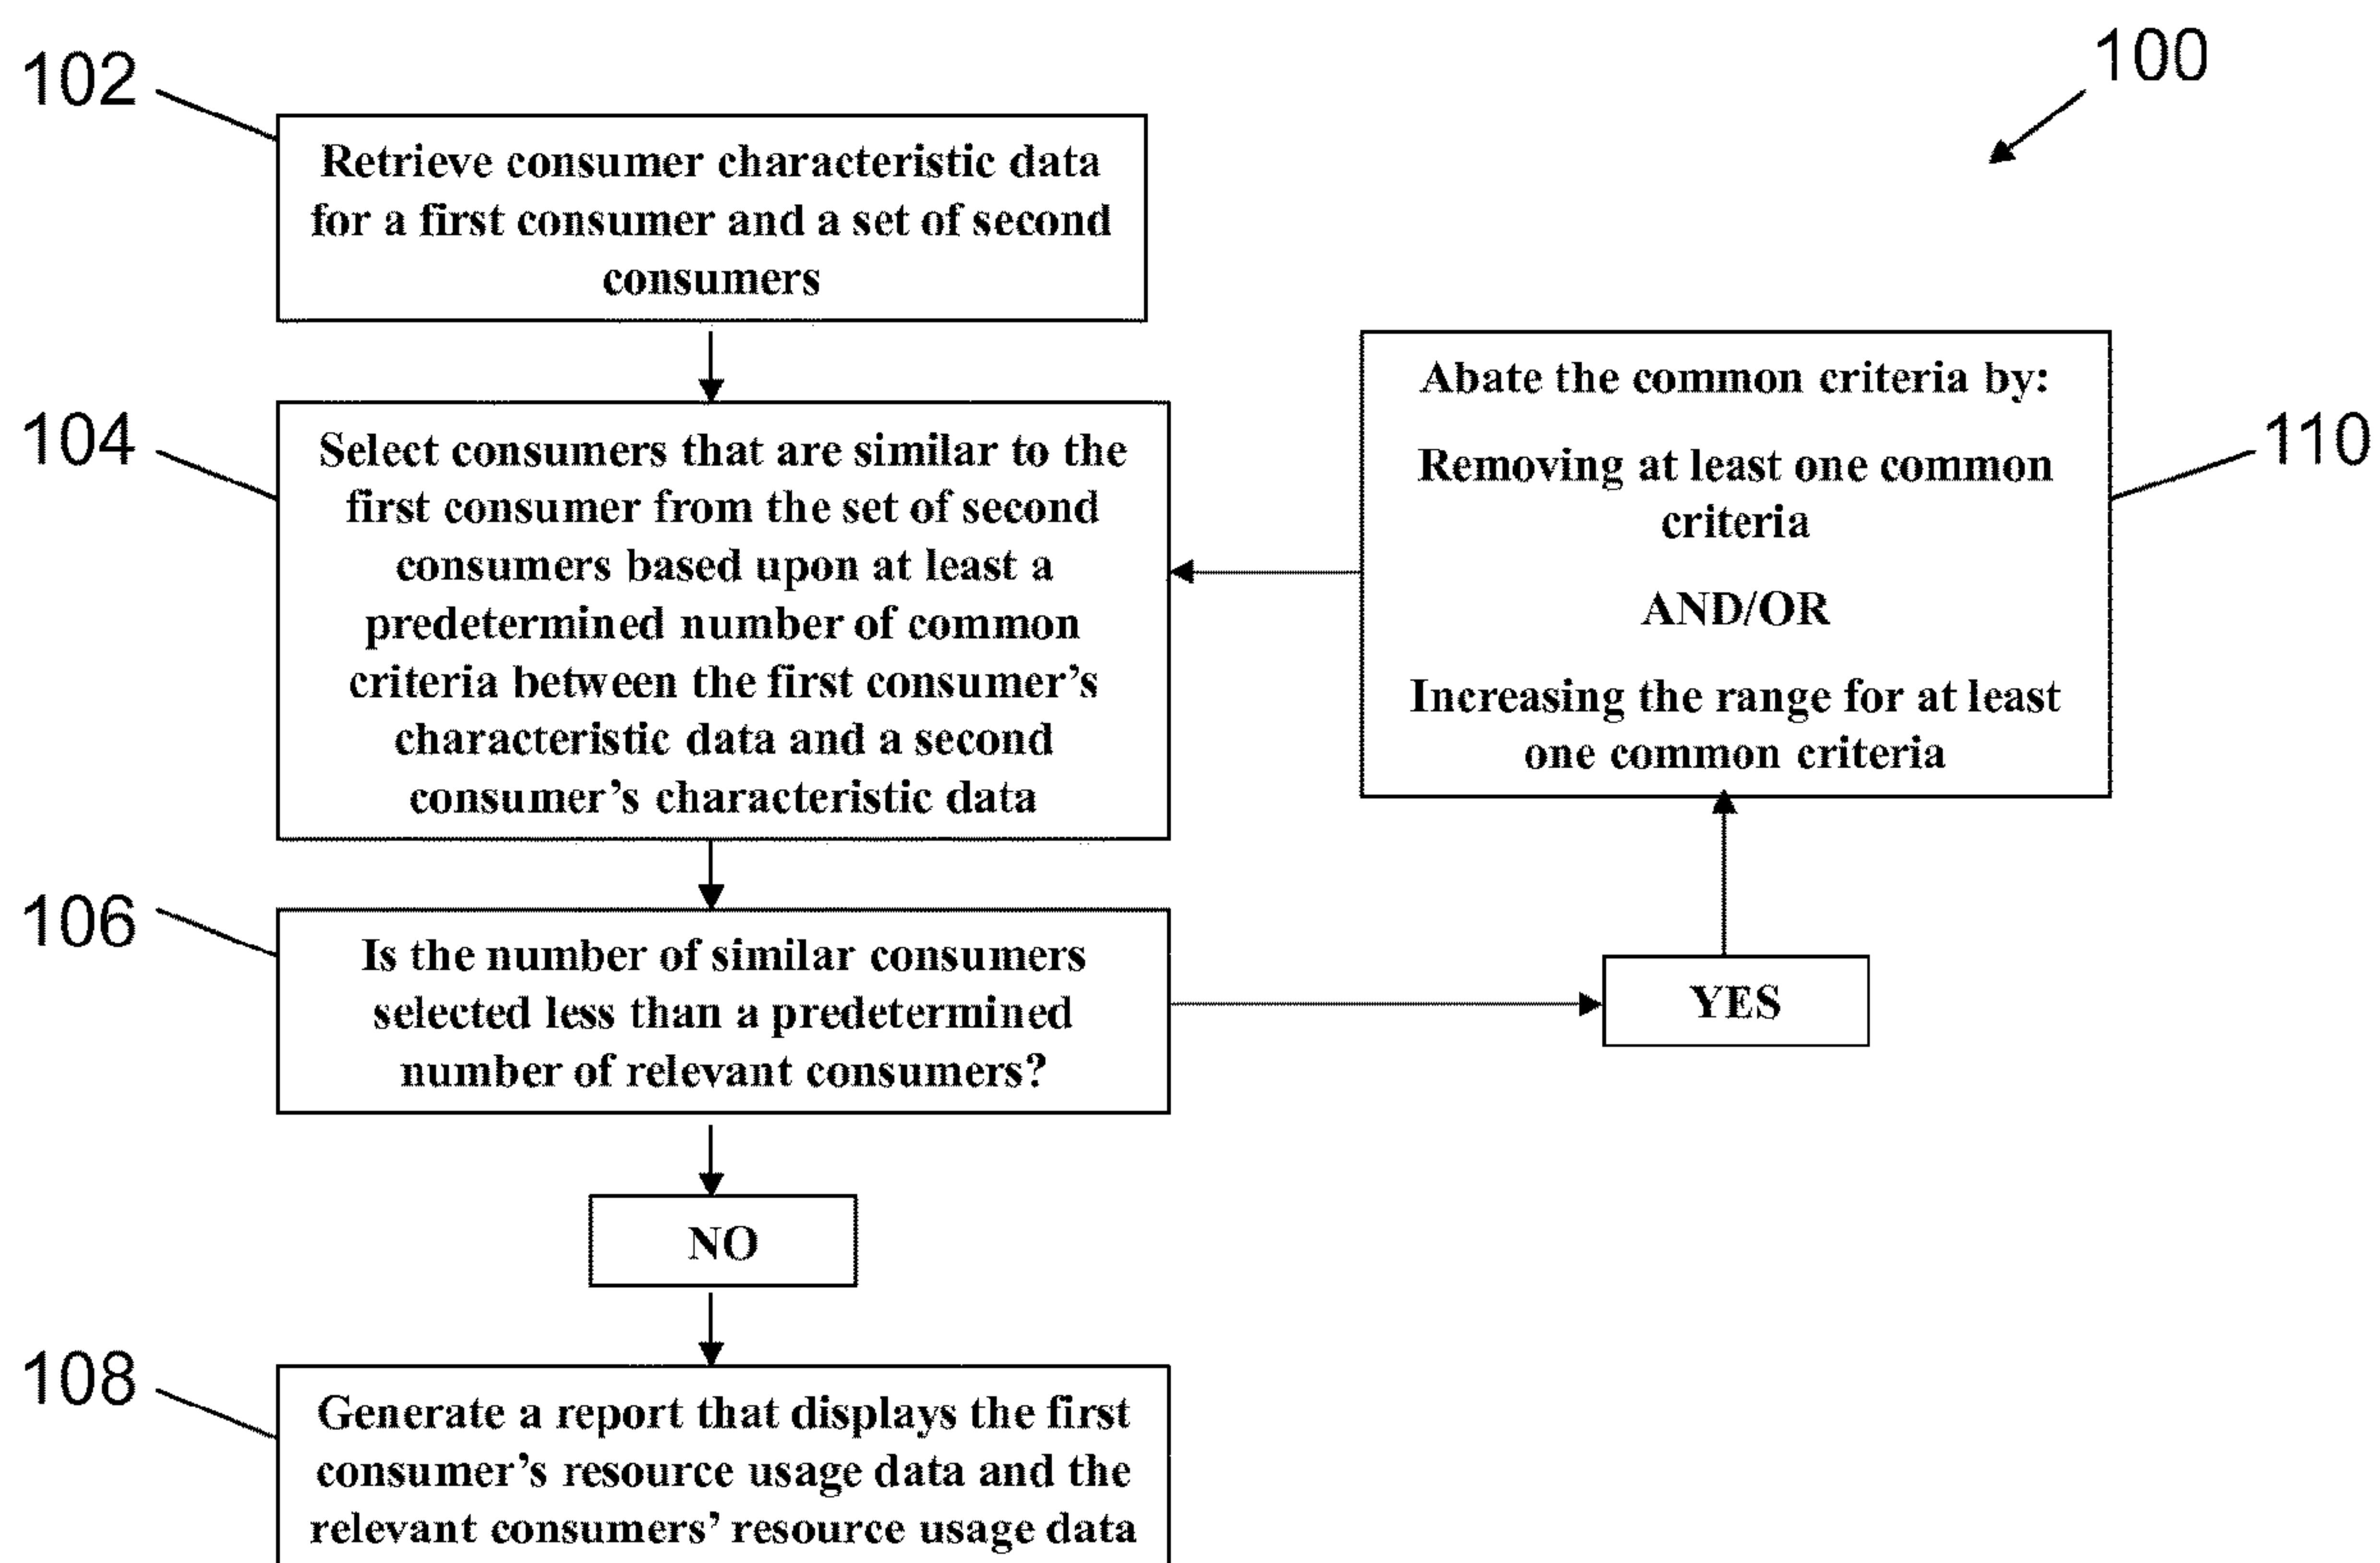 100
102
Retrieve consumer characteristic data
for a first consumer and a set of second
consumers
104
Select consumers that are similar to the
first consumer from the set of second
consumers based upon at least a
predetermined number of common
criteria between the first consumer’s
characteristic data and a second
consumer’s characteristic data
Abate the common criteria by:
Removing at least one common
criteria
AND/OR
Increasing the range for at least
one common criteria
110
106
Is the number of similar consumers
selected less than a predetermined
number of relevant consumers?
YES
NO
108
Generate a report that displays the first
consumer’s resource usage data and the
relevant consumers’ resource usage data